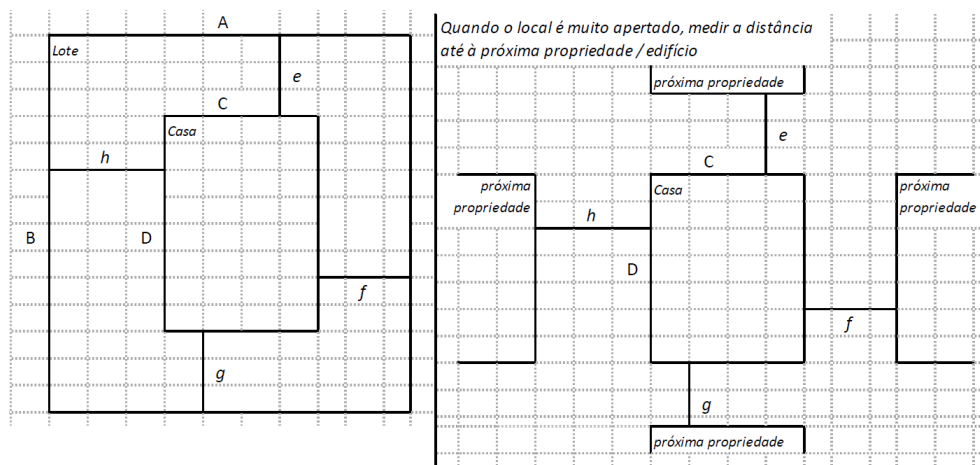 A
Lote
e
C
Casa
h
B
D
f
g
Quando o local é muito apertado, medir a distância
até à próxima propriedade / edifício
próxima propriedade
e
C
próxima
propriedade
Casa
próxima
propriedade
h
D
f
g
próxima propriedade